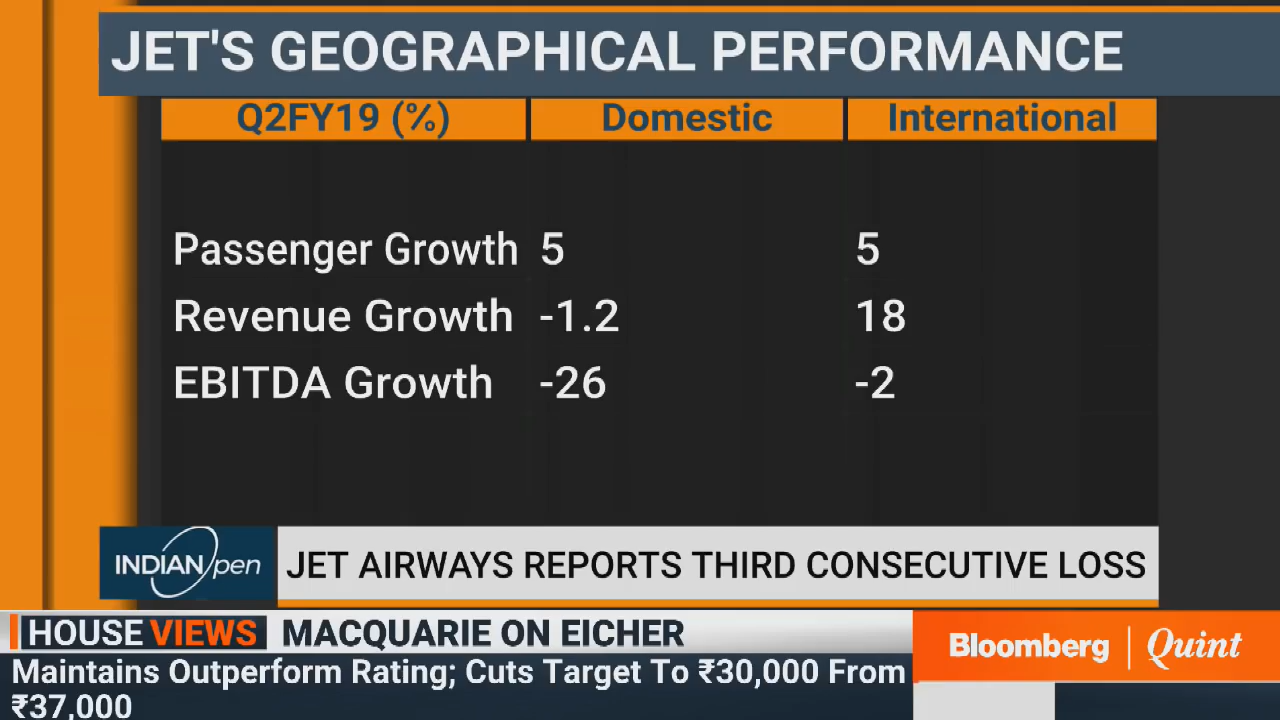 JET'S GEOGRAPHICAL PERFORMANCE
Q2FY19 (%) Domestic International
Passenger Growth 5 5
Revenue Growth -1.2 18
EBITDA Growth -26 -2
INDIAN pen JET AIRWAYS REPORTS THIRD CONSECUTIVE LOSS
HOUSE VIEWS MACQUARIE ON EICHER
Bloomberg | Quint
Maintains Outperform Rating; Cuts Target To ₹30,000 From
₹37,000